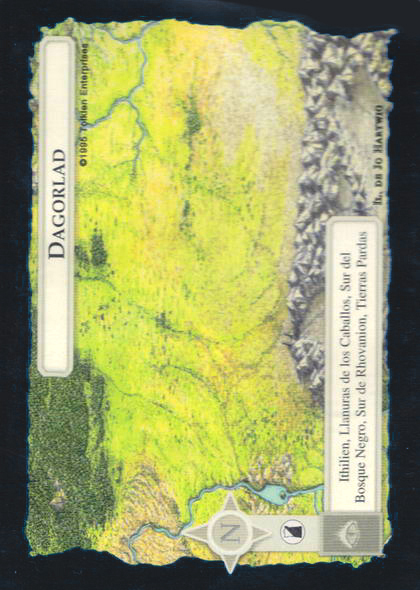 DAGORLAD
©1995 Tolkien Enterprises
N
IL. DE JO HARTWIG
Ithilien, Llanuras de los Caballos, Sur del
Bosque Negro, Sur de Rhovanion, Tierras Pardas